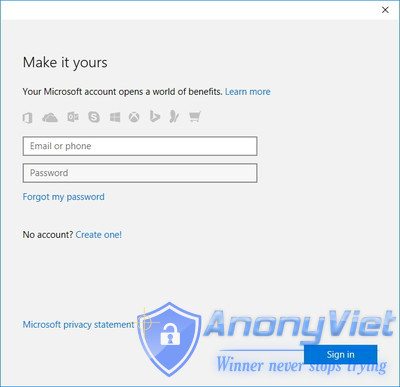 Make it yours
Your Microsoft account opens a world of benefits. Learn more
Email or phone
Password
Forgot my password
No account? Create one!
Microsoft privacy statement
AnonyViet
Sign in
Winner never stops trying